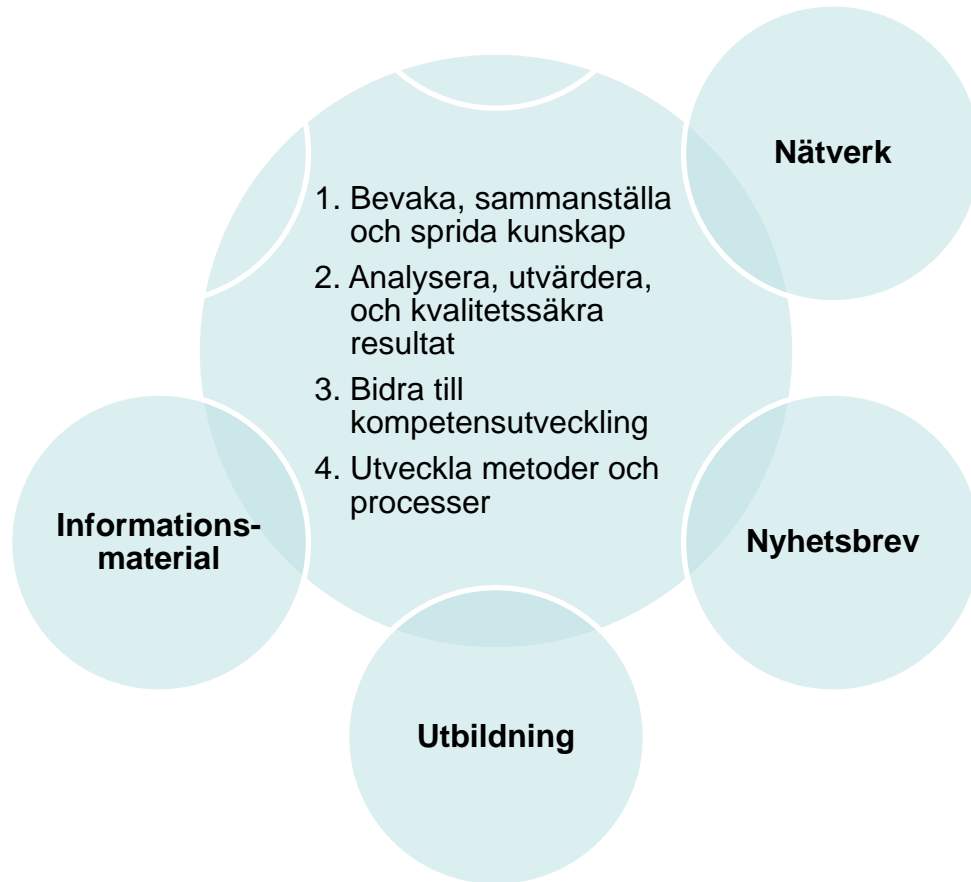 Nätverk
1. Bevaka, sammanställa
och sprida kunskap
2. Analysera, utvärdera,
och kvalitetssäkra
resultat
3. Bidra till
kompetensutveckling
4. Utveckla metoder och
processer
Informations-
material
Nyhetsbrev
Utbildning